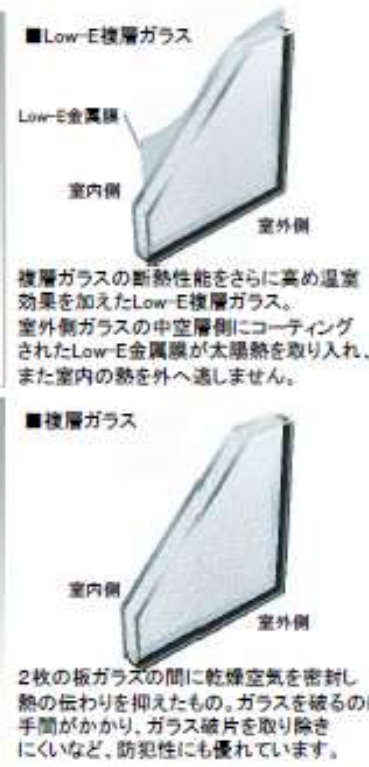 ■Low-E複層ガラス
Low-E金属膜
室内側
室外側
複層ガラスの断熱性能をさらに高め温室
効果を加えたLow-E複層ガラス。
室外側ガラスの中空層側にコーティング
されたLow-E金属膜が太陽熱を取り入れ、
また室内の熱を外へ逃しません。
■複層ガラス
室内側
室外側
2枚の板ガラスの間に乾燥空気を密封し
熱の伝わりを抑えたもの。ガラスを破るのに
手間がかかり、ガラス破片を取り除き
にくいなど、防犯性にも優れています。